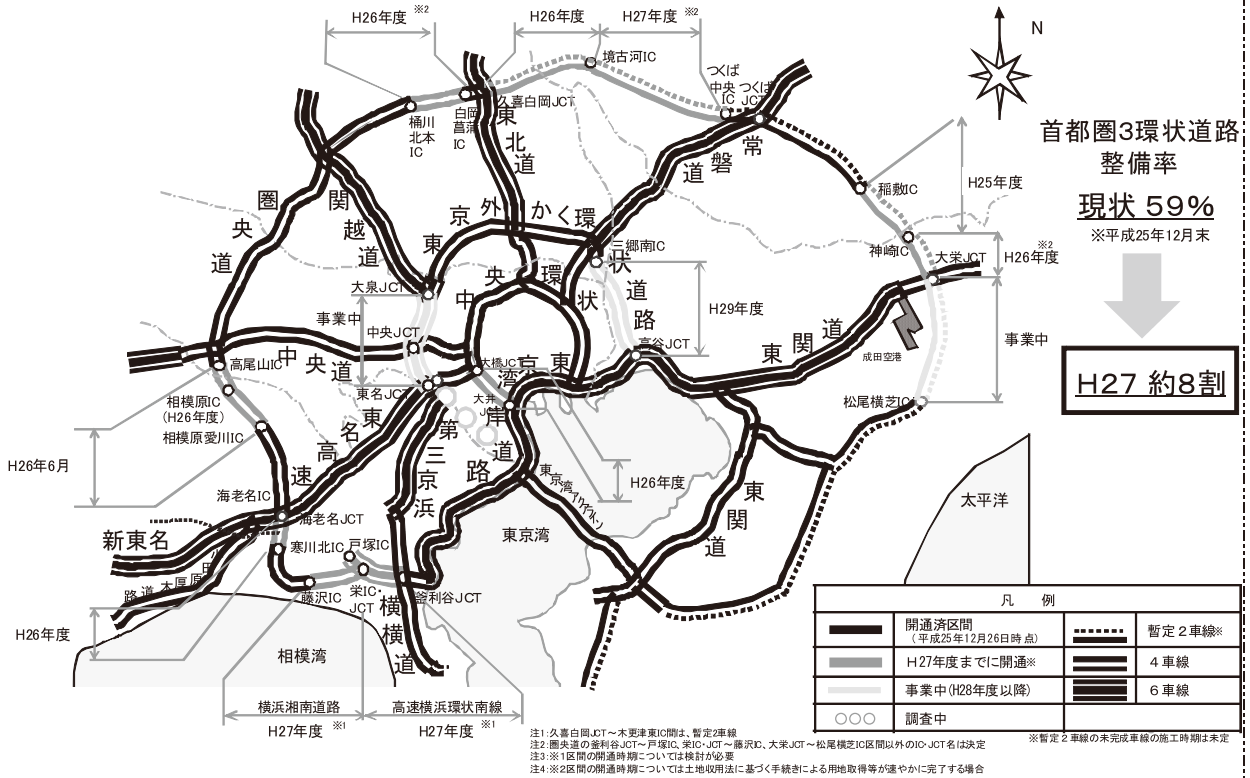 H26年度 ※2
H26年度
H27年度 ※2
N
境古河IC
つくば
中央
IC
つくば
JCT
久喜白岡JCT
白岡
菖蒲
IC
桶川
北本
IC
東北道
常磐道
稲敷IC
H25年度
神崎IC
大栄JCT
H26年度 ※2
首都圏3環状道路
整備率
現状 59%
※平成25年12月末
H27 約8割
圏央道
関越道
東京外かく環状道路
三郷南IC
大泉JCT
中央環状
H29年度
事業中
中央JCT
高谷JCT
東関道
成田空港
事業中
中央道
高尾山IC
大橋JCT
東京湾岸道路
東名JCT
大井
JCT
松尾横芝IC
相模原IC
(H26年度)
相模原愛川IC
東名高速
第三京浜
H26年6月
H26年度
東京湾アクアライン
海老名IC
海老名JCT
東関道
太平洋
東京湾
新東名
寒川北IC
戸塚IC
小田原厚木道路
藤沢IC
栄IC・
JCT
釜利谷JCT
横横道
H26年度
相模湾
横浜湘南道路
H27年度 ※1
高速横浜環状南線
H27年度 ※1
凡 例
開通済区間
(平成25年12月26日時点)
暫定2車線※
H27年度までに開通※
4車線
事業中(H28年度以降)
6車線
調査中
※暫定2車線の未完成車線の施工時期は未定
注1:久喜白岡JCT~木更津東IC間は、暫定2車線
注2:圏央道の釜利谷JCT~戸塚IC、栄IC・JCT~藤沢IC、大栄JCT~松尾横芝IC区間以外のIC・JCT名は決定
注3:※1区間の開通時期については検討が必要
注4:※2区間の開通時期については土地収用法に基づく手続きによる用地取得等が速やかに完了する場合